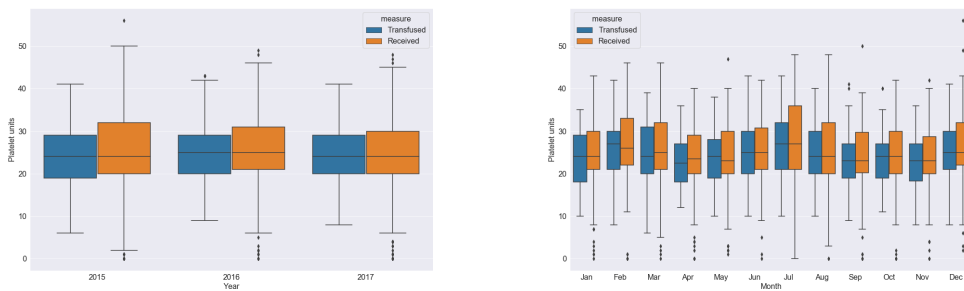 measure
Transfused
Received
Platelet units
50
40
30
20
10
0
2015
2016
2017
Year
measure
Transfused
Received
Platelet units
50
40
30
20
10
0
Jan
Feb
Mar
Apr
May
Jun
Jul
Aug
Sep
Oct
Nov
Dec
Month